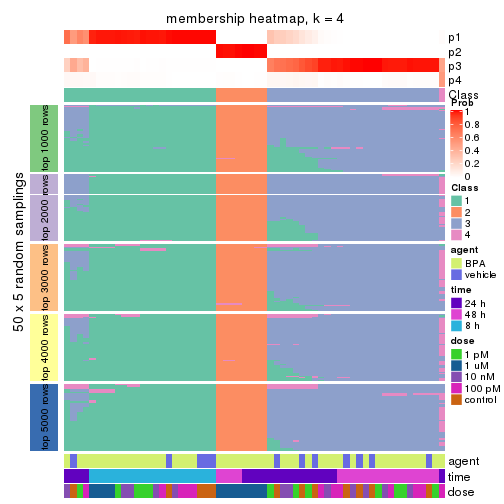 membership heatmap, k = 4
p1
p2
p3
p4
Class
50 x 5 random samplings
top 1000 rows
top 2000 rows
top 3000 rows
top 4000 rows
top 5000 rows
agent
time
dose
Prob
1
0.8
0.6
0.4
0.2
0
Class
1
2
3
4
agent
BPA
vehicle
time
24 h
48 h
8 h
dose
1 pM
1 uM
10 nM
100 pM
control